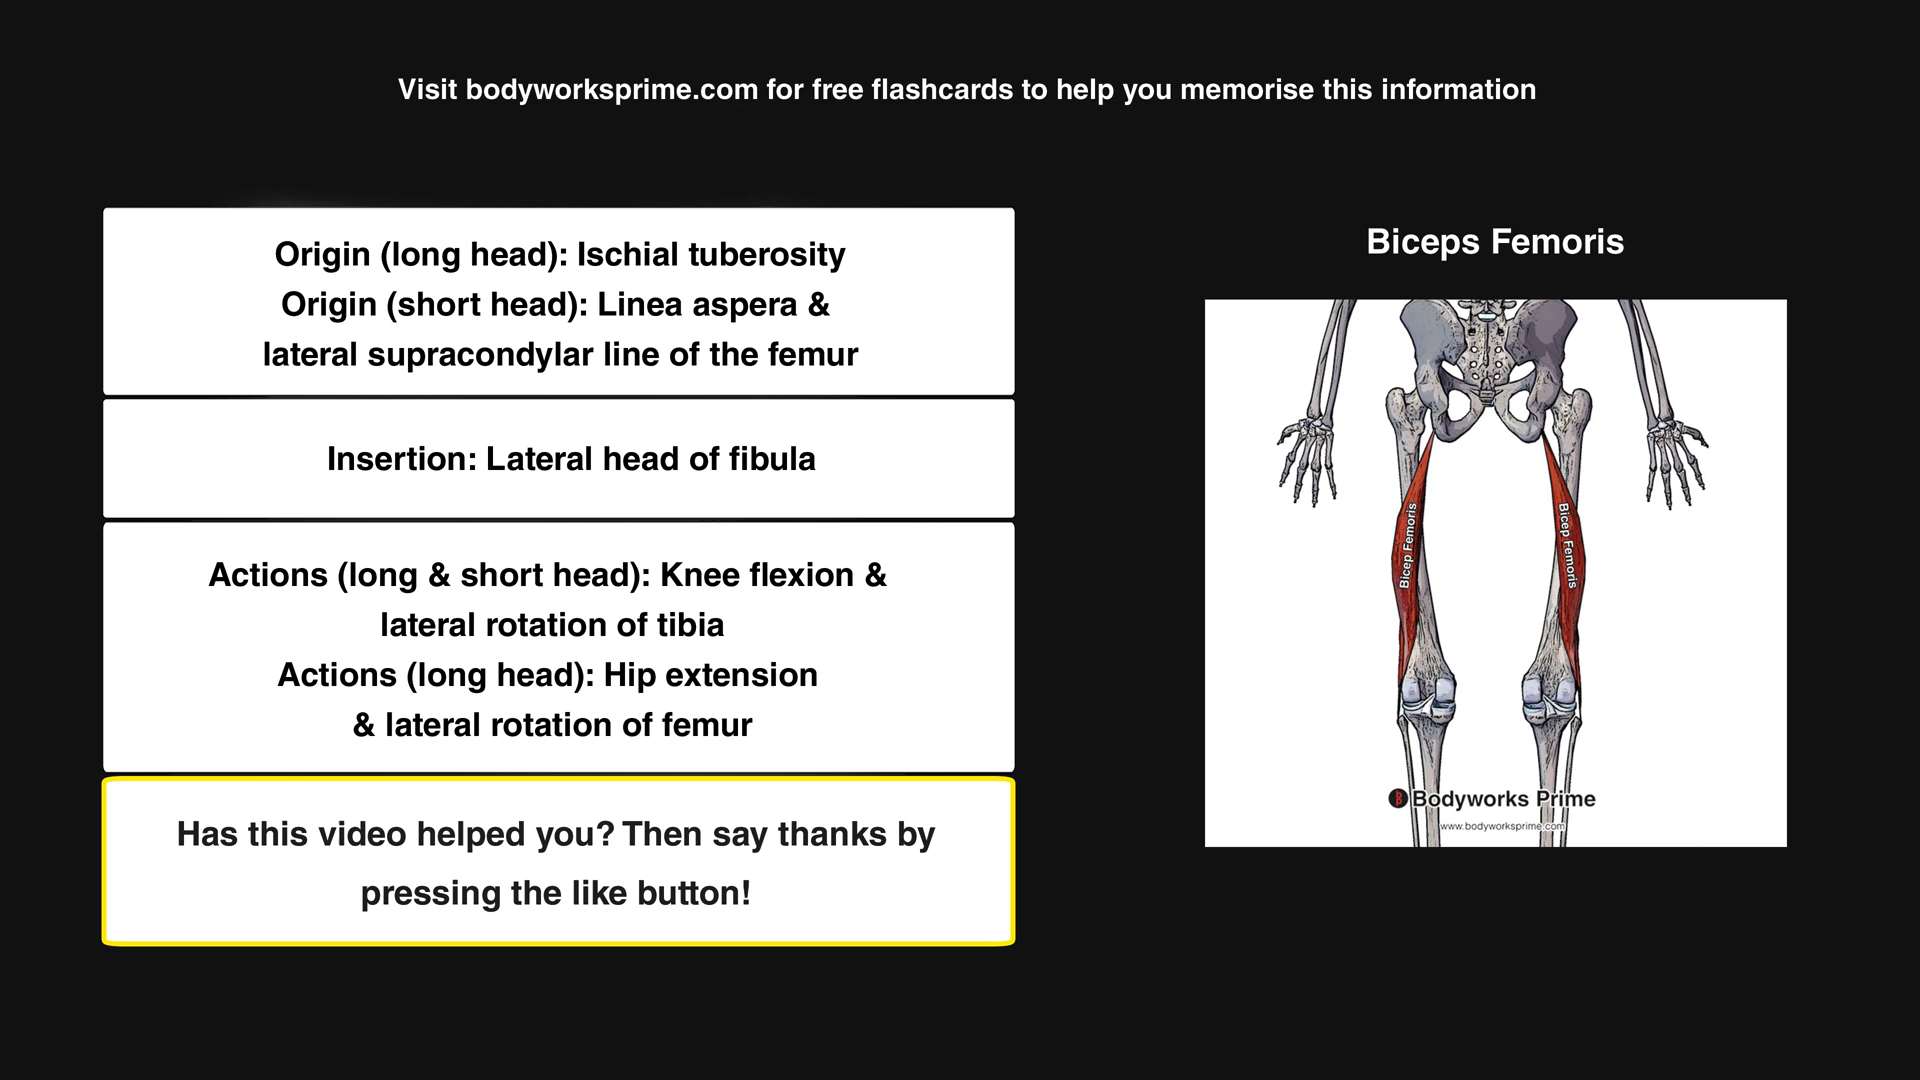 Visit bodyworksprime.com for free flashcards to help you memorise this information
Origin (long head): Ischial tuberosity
Origin (short head): Linea aspera &
lateral supracondylar line of the femur
Insertion: Lateral head of fibula
Actions (long & short head): Knee flexion &
lateral rotation of tibia
Actions (long head): Hip extension
& lateral rotation of femur
Has this video helped you? Then say thanks by
pressing the like button!
Biceps Femoris
Bicep Femoris
Bicep Femoris
Bodyworks Prime
www.bodyworksprime.com